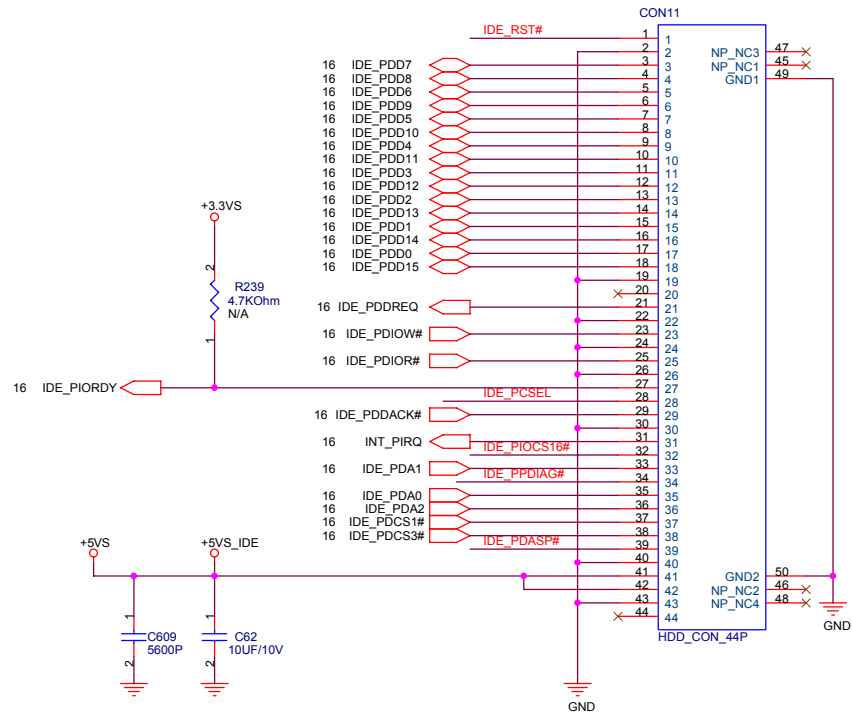 CON11
IDE_RST# 1 1
2 2 NP_NC3 47
16 IDE_PDD7 3 3 NP_NC1 45
16 IDE_PDD8 4 4 GND1 49
16 IDE_PDD6 5 5
16 IDE_PDD9 6 6
16 IDE_PDD5 7 7
16 IDE_PDD10 8 8
16 IDE_PDD4 9 9
16 IDE_PDD11 10 10
16 IDE_PDD3 11 11
16 IDE_PDD12 12 12
16 IDE_PDD2 13 13
16 IDE_PDD13 14 14
16 IDE_PDD1 15 15
16 IDE_PDD14 16 16
16 IDE_PDD0 17 17
16 IDE_PDD15 18 18
19 19
20 20
16 IDE_PDDREQ 21 21
22 22
16 IDE_PDIOW# 23 23
24 24
16 IDE_PDIOR# 25 25
26 26
+3.3VS
2
R239
4.7KOhm
N/A
1
16 IDE_PIORDY 27 27
IDE_PCSEL 28 28
16 IDE_PDDACK# 29 29
30 30
16 INT_PIRQ 31 31
IDE_PIOCS16# 32 32
16 IDE_PDA1 33 33
IDE_PPDIAG# 34 34
16 IDE_PDA0 35 35
16 IDE_PDA2 36 36
16 IDE_PDCS1# 37 37
16 IDE_PDCS3# 38 38
IDE_PDASP# 39 39
40 40
+5VS +5VS_IDE
41 41 GND2 50
42 42 NP_NC2 46
43 43 NP_NC4 48
44 44
GND
HDD_CON_44P
1 1
C609 C62
5600P 10UF/10V
2 2
GND